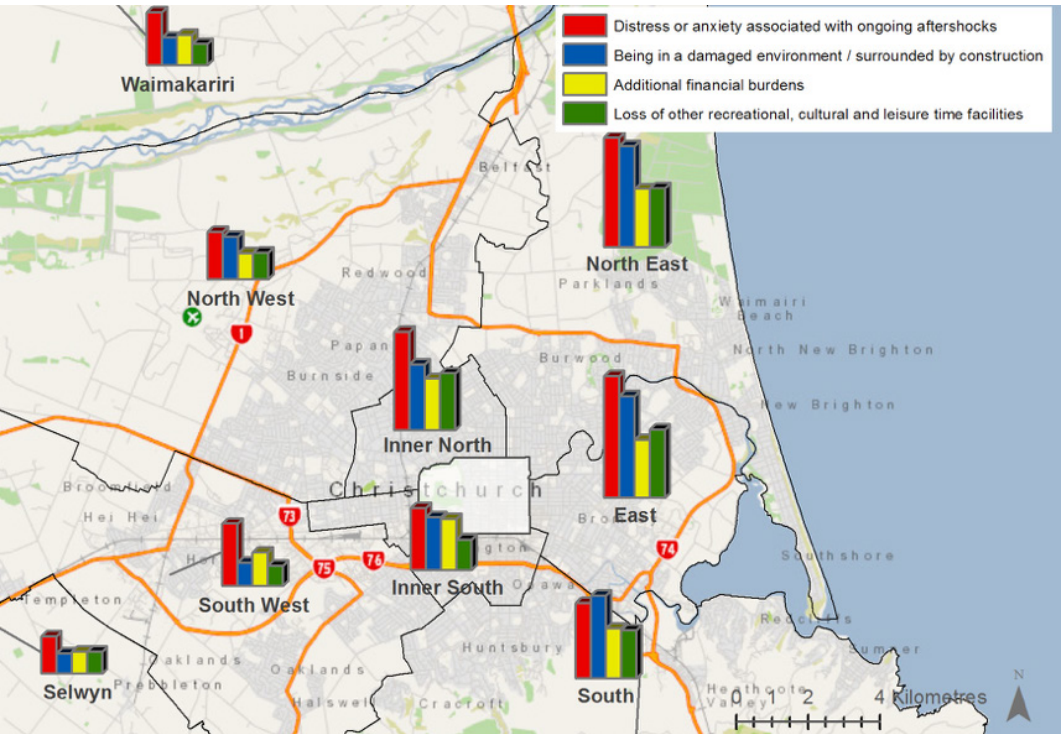 Distress or anxiety associated with ongoing aftershocks
Being in a damaged environment / surrounded by construction
Additional financial burdens
Loss of other recreational, cultural and leisure time facilities
Waimakariri
Belfast
North East
Parklands
Redwood
North West
1
Waimairi
Beach
Papan
Burwood
North New Brighton
Burnside
New Brighton
Inner North
Christchurch
Broomfield
Hei Hei
East
Bro
73
75
76
74
Southshore
South West
Inner South
Opawa
Templeton
Redcliffs
Sumner
Huntsbury
Oaklands
Selwyn
Prebbleton
Oaklands
Halswell
Cracroft
South
Heathcote
Valley
0 1 2 4 Kilometres
N